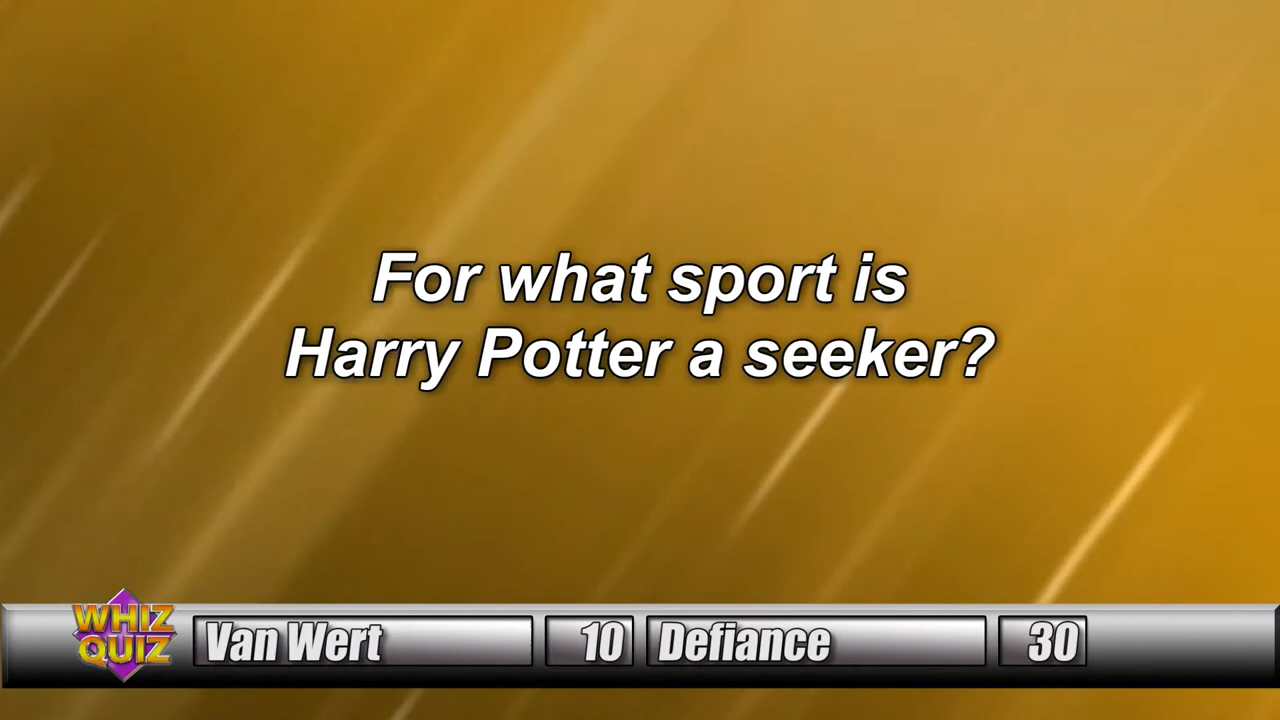 For what sport is
Harry Potter a seeker?
WHIZ
QUIZ
Van Wert 10 Defiance 30